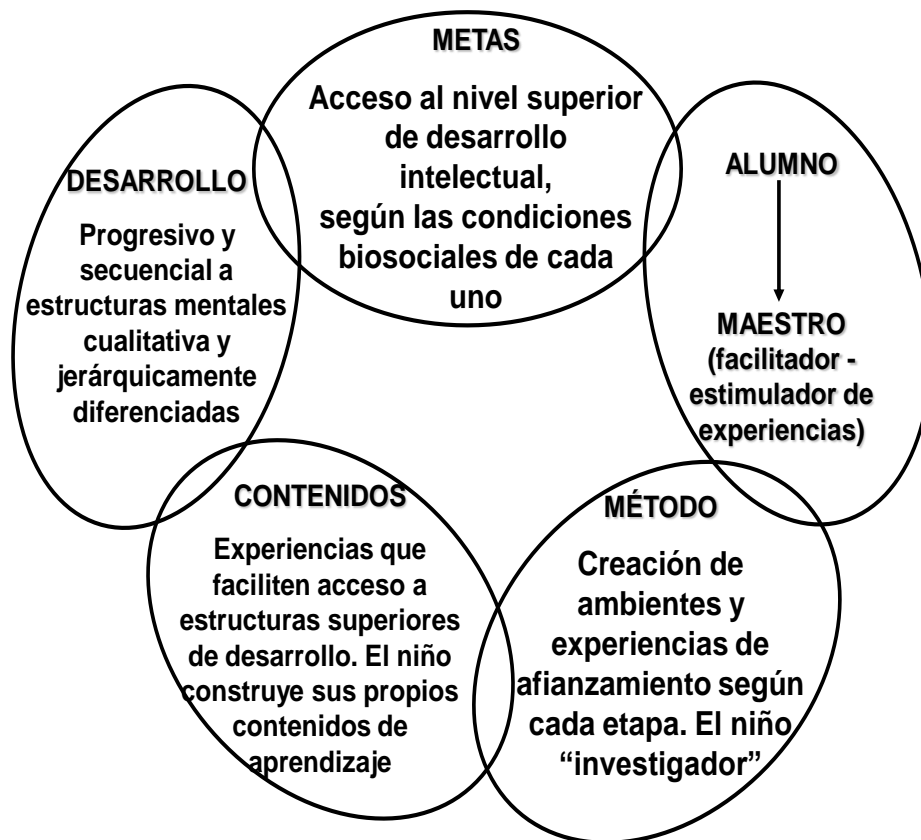 METAS
Acceso al nivel superior
de desarrollo
intelectual,
según las condiciones
biosociales de cada
uno
DESARROLLO
Progresivo y
secuencial a
estructuras mentales
cualitativa y
jerárquicamente
diferenciadas
ALUMNO
MAESTRO
(facilitador -
estimulador de
experiencias)
CONTENIDOS
Experiencias que
faciliten acceso a
estructuras superiores
de desarrollo. El niño
construye sus propios
contenidos de
aprendizaje
MÉTODO
Creación de
ambientes y
experiencias de
afianzamiento según
cada etapa. El niño
“investigador”